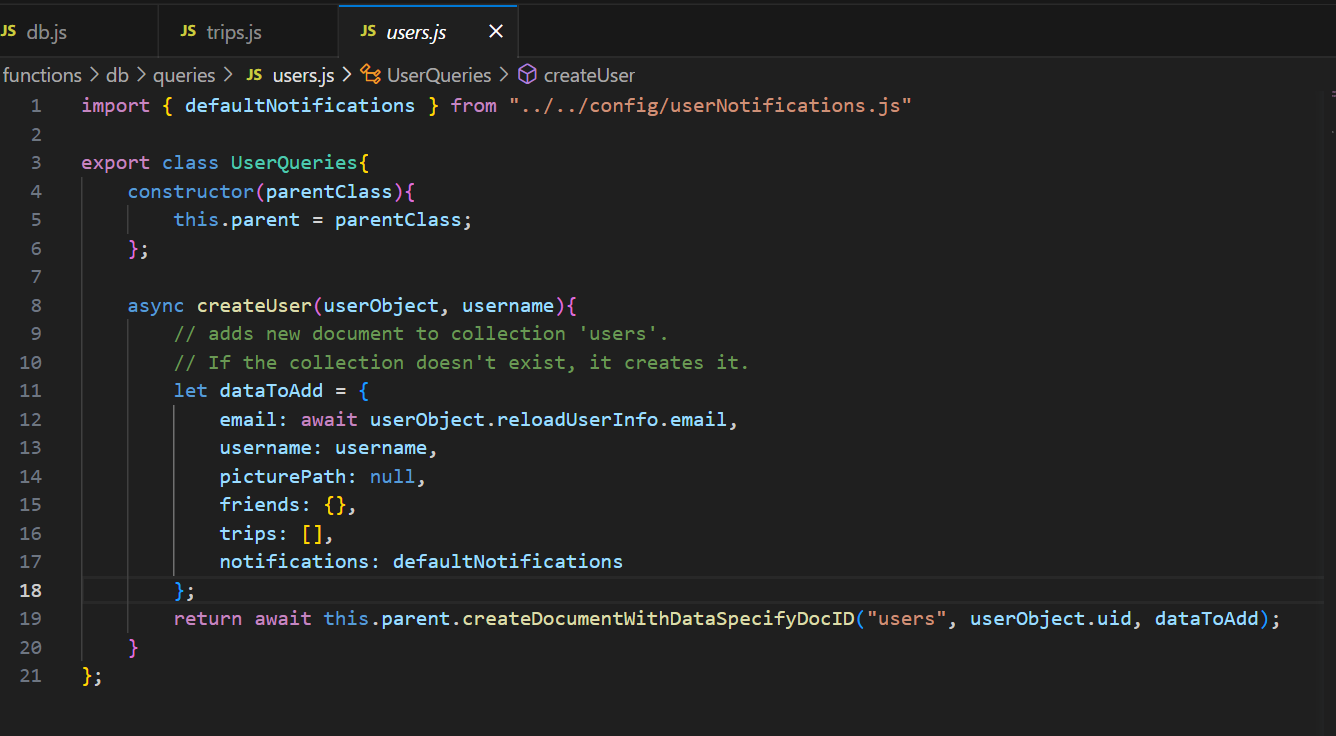 JS db.js JS trips.js JS users.js ×
functions > db > queries > JS users.js > UserQueries > createUser
1 import { defaultNotifications } from "../../config/userNotifications.js"
2
3 export class UserQueries{
4 constructor(parentClass){
5 this.parent = parentClass;
6 };
7
8 async createUser(userObject, username){
9 // adds new document to collection 'users'.
10 // If the collection doesn't exist, it creates it.
11 let dataToAdd = {
12 email: await userObject.reloadUserInfo.email,
13 username: username,
14 picturePath: null,
15 friends: {},
16 trips: [],
17 notifications: defaultNotifications
18 };
19 return await this.parent.createDocumentWithDataSpecifyDocID("users", userObject.uid, dataToAdd);
20 }
21 };